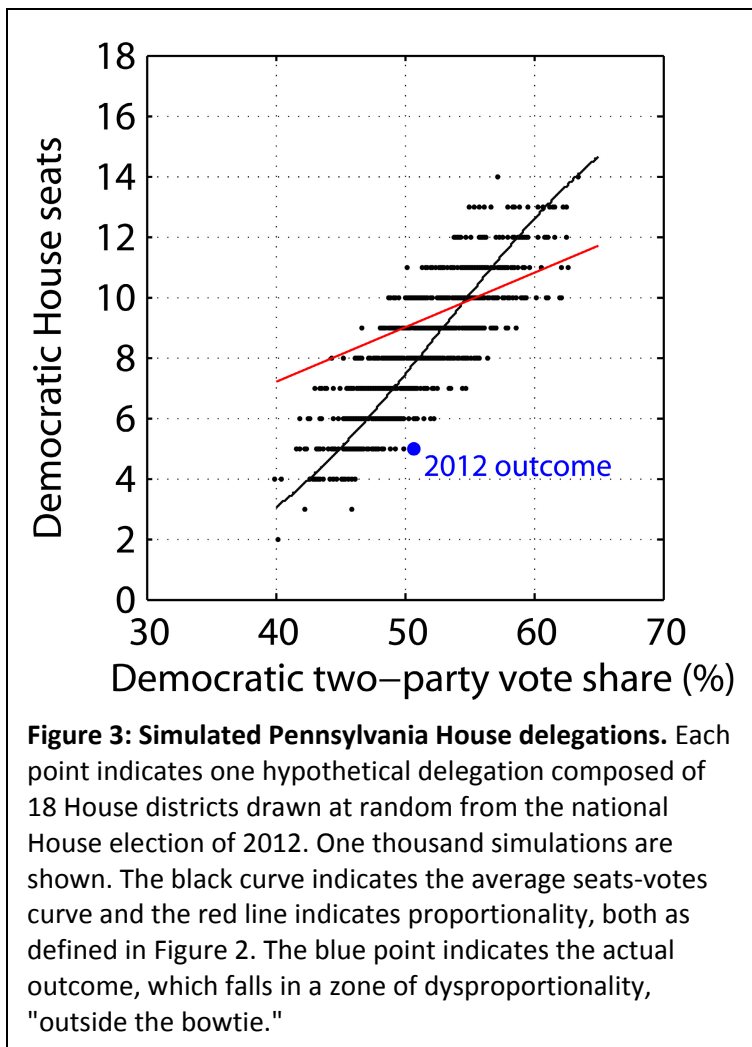 18
16
14
12
10
8
6
4
2
0
Democratic House seats
2012 outcome
30 40 50 60 70
Democratic two−party vote share (%)
Figure 3: Simulated Pennsylvania House delegations. Each
point indicates one hypothetical delegation composed of
18 House districts drawn at random from the national
House election of 2012. One thousand simulations are
shown. The black curve indicates the average seats-votes
curve and the red line indicates proportionality, both as
defined in Figure 2. The blue point indicates the actual
outcome, which falls in a zone of dysproportionality,
"outside the bowtie."